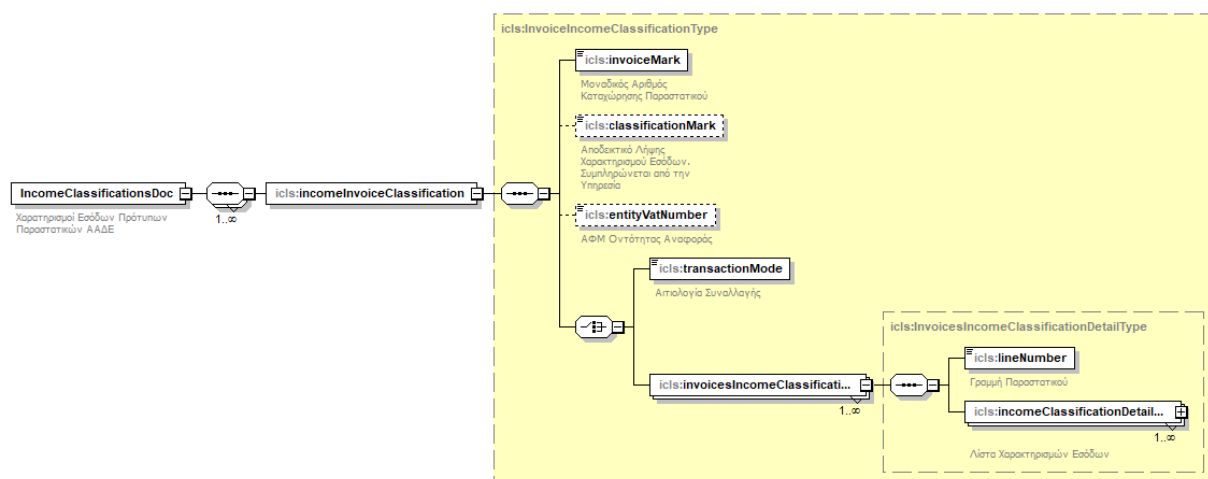 icls:InvoiceIncomeClassificationType
icls:invoiceMark
Μοναδικός Αριθμός
Καταχώρησης Παραστατικού
icls:classificationMark
Αποδεικτικό Λήψης
Χαρακτηρισμού Εσόδων.
Συμπληρώνεται από την
Υπηρεσία
IncomeClassificationsDoc
Χαρατηρισμοί Εσόδων Πρότυπων
Παραστατικών ΑΑΔΕ
1..∞
icls:incomeInvoiceClassification
icls:entityVatNumber
ΑΦΜ Οντότητας Αναφοράς
icls:transactionMode
Αιτιολογία Συναλλαγής
icls:invoicesIncomeClassificati...
1..∞
icls:InvoicesIncomeClassificationDetailType
icls:lineNumber
Γραμμή Παραστατικού
icls:incomeClassificationDetail...
1..∞
Λίστα Χαρακτηρισμών Εσόδων